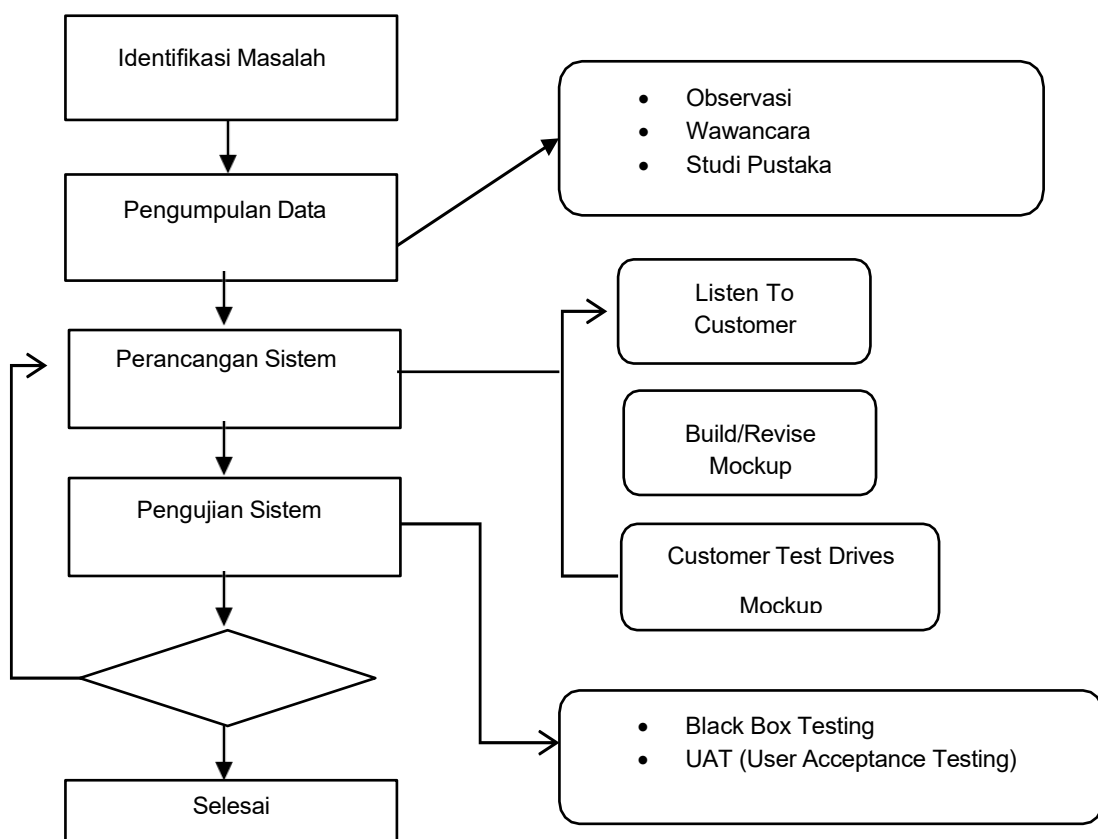 Identifikasi Masalah
• Observasi
• Wawancara
• Studi Pustaka
Pengumpulan Data
Listen To
Customer
Perancangan Sistem
Build/Revise
Mockup
Pengujian Sistem
Customer Test Drives
Mockup
• Black Box Testing
• UAT (User Acceptance Testing)
Selesai